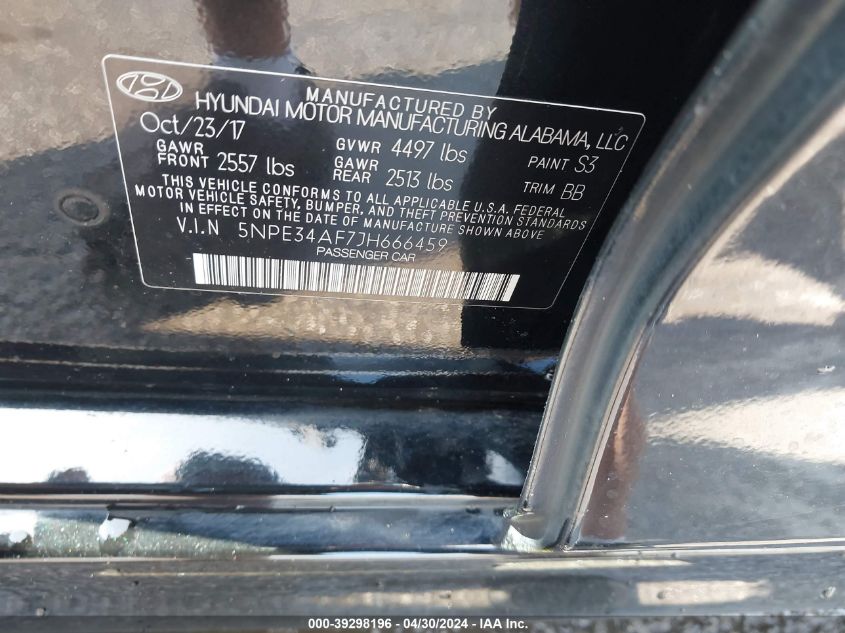 MANUFACTURED BY
HYUNDAI MOTOR MANUFACTURING ALABAMA, LLC
Oct/23/17 GVWR 4497 lbs PAINT S3
GAWR FRONT 2557 lbs GAWR REAR 2513 lbs TRIM BB
THIS VEHICLE CONFORMS TO ALL APPLICABLE U.S.A. FEDERAL
MOTOR VEHICLE SAFETY, BUMPER, AND THEFT PREVENTION STANDARDS
IN EFFECT ON THE DATE OF MANUFACTURE SHOWN ABOVE
V.I.N 5NPE34AF7JH666459
PASSENGER CAR
000-39298196 - 04/30/2024 - © IAA, Inc.